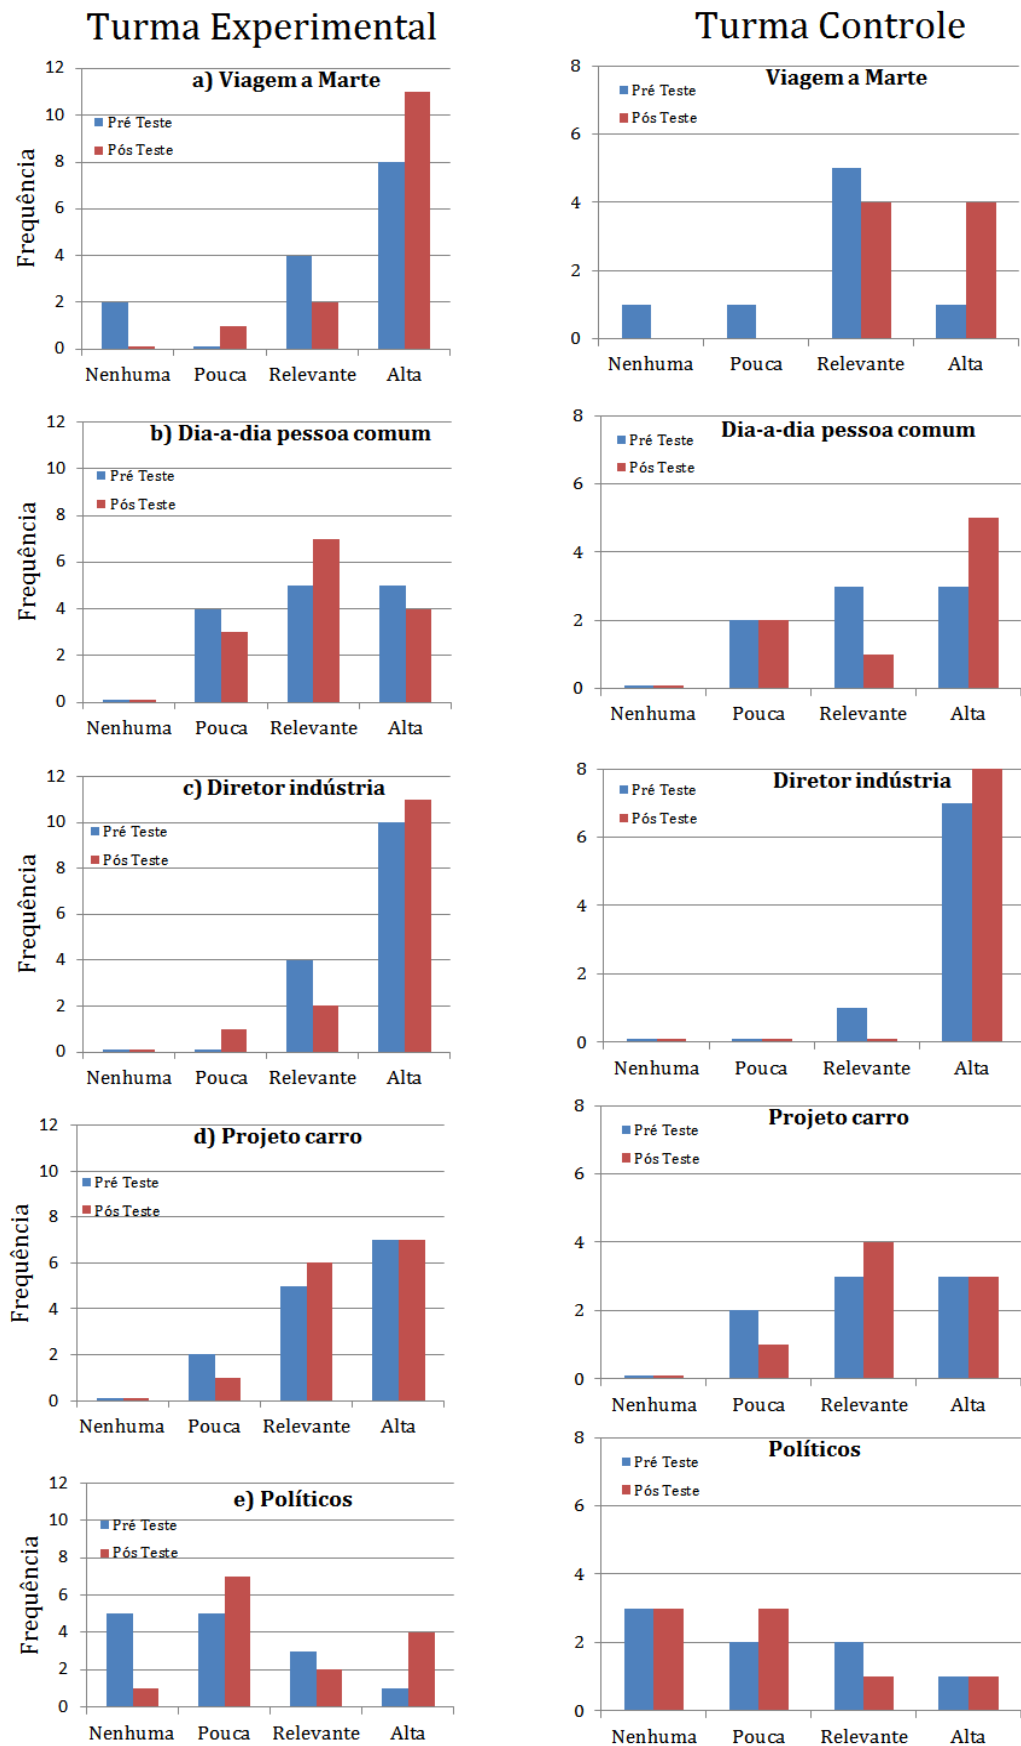 Turma Experimental
Turma Controle
a) Viagem a Marte
Pré Teste
Pós Teste
Frequência
12
10
8
6
4
2
0
Nenhuma Pouca Relevante Alta
Viagem a Marte
Pré Teste
Pós Teste
8
6
4
2
0
Nenhuma Pouca Relevante Alta
b) Dia-a-dia pessoa comum
Pré Teste
Pós Teste
Frequência
12
10
8
6
4
2
0
Nenhuma Pouca Relevante Alta
Dia-a-dia pessoa comum
Pré Teste
Pós Teste
8
6
4
2
0
Nenhuma Pouca Relevante Alta
c) Diretor indústria
Pré Teste
Pós Teste
Frequência
12
10
8
6
4
2
0
Nenhuma Pouca Relevante Alta
Diretor indústria
Pré Teste
Pós Teste
8
6
4
2
0
Nenhuma Pouca Relevante Alta
d) Projeto carro
Pré Teste
Pós Teste
Frequência
12
10
8
6
4
2
0
Nenhuma Pouca Relevante Alta
Projeto carro
Pré Teste
Pós Teste
8
6
4
2
0
Nenhuma Pouca Relevante Alta
e) Políticos
Pré Teste
Pós Teste
Frequência
12
10
8
6
4
2
0
Nenhuma Pouca Relevante Alta
Políticos
Pré Teste
Pós Teste
8
6
4
2
0
Nenhuma Pouca Relevante Alta